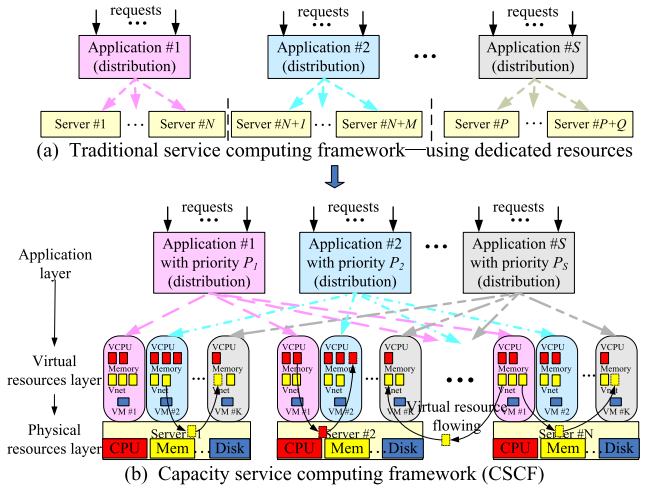 requests requests requests
... ... ...
Application #1 (distribution)
Application #2 (distribution)
...
Application #S (distribution)
Server #1 ... Server #N
Server #N+1 ... Server #N+M
Server #P ... Server #P+Q
(a) Traditional service computing framework—using dedicated resources
requests requests requests
... ... ...
Application layer
Application #1 with priority P1 (distribution)
Application #2 with priority P2 (distribution)
...
Application #S with priority PS (distribution)
Virtual resources layer
VCPU Memory Vnet VM #1
VCPU Memory Vnet VM #2
...
VCPU Memory Vnet VM #K
VCPU Memory Vnet VM #1
VCPU Memory Vnet VM #2
...
VCPU Memory Vnet VM #K
...
VCPU Memory Vnet VM #1
VCPU Memory Vnet VM #2
...
VCPU Memory Vnet VM #K
Virtual resource flowing
Physical resources layer
Server #1
CPU Mem ... Disk
Server #2
CPU Mem ... Disk
Server #N
CPU Mem ... Disk
(b) Capacity service computing framework (CSCF)